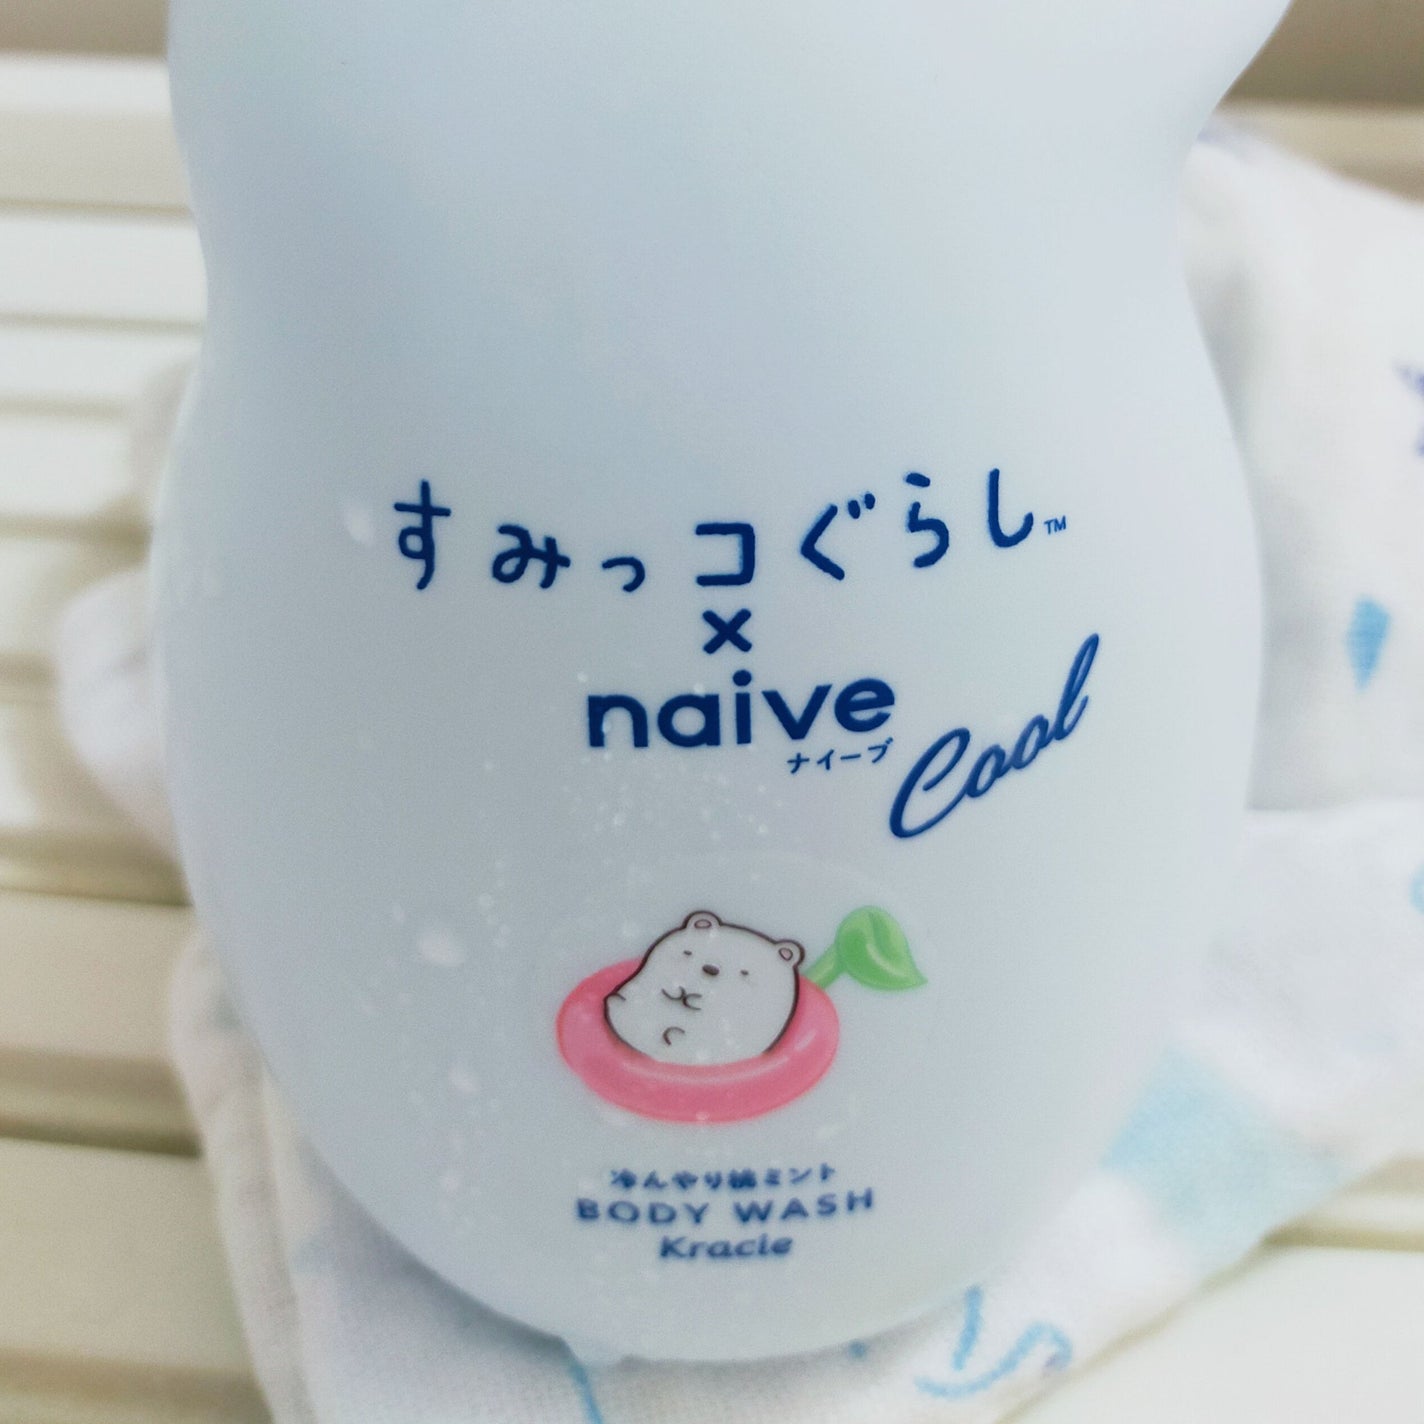 すみっコぐらし™
×
naive
ナイーブ
Cool
冷んやり桃ミント
BODY WASH
Kracie